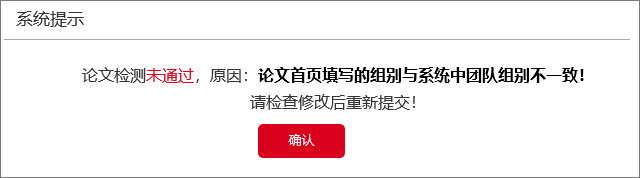 系统提示
论文检测未通过，原因：论文首页填写的组别与系统中团队组别不一致！
请检查修改后重新提交！
确认